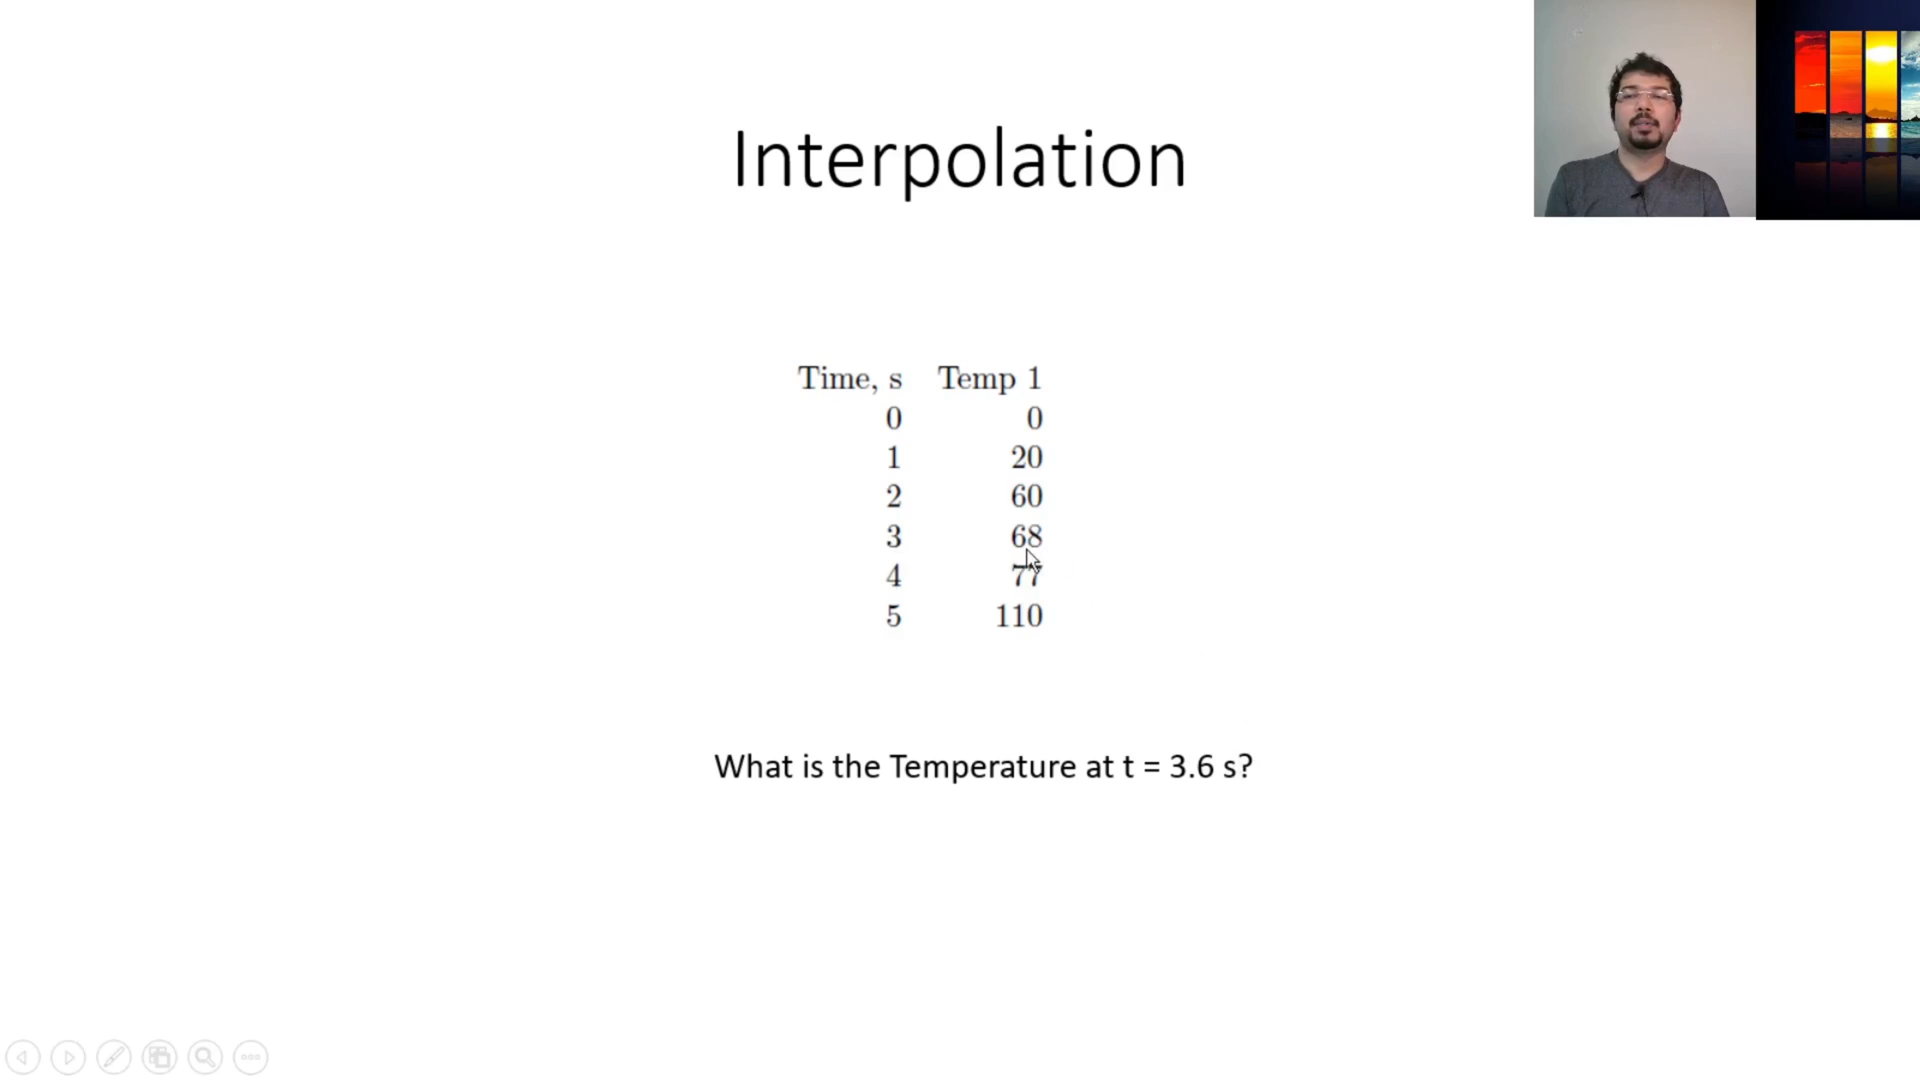 Interpolation
Time, s Temp 1
0 0
1 20
2 60
3 68
4 77
5 110
What is the Temperature at t = 3.6 s?